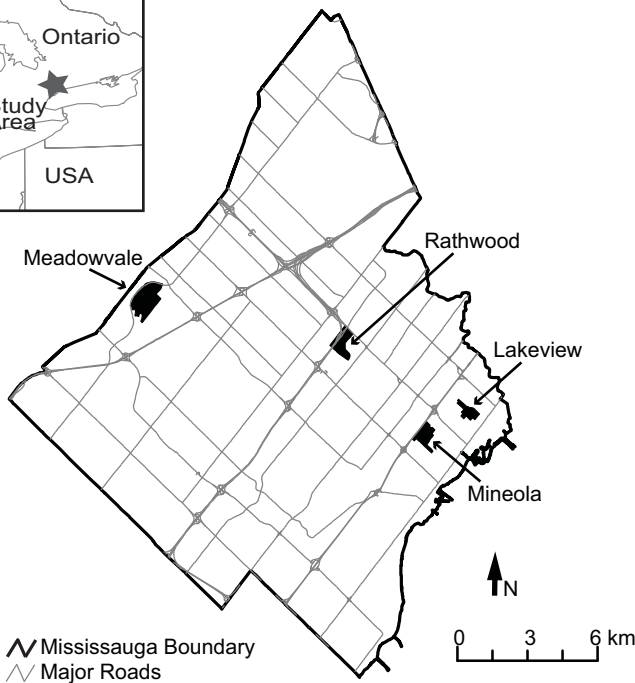 Ontario
Study
Area
USA
Meadowvale
Rathwood
Lakeview
Mineola
N
0 3 6 km
Mississauga Boundary
Major Roads